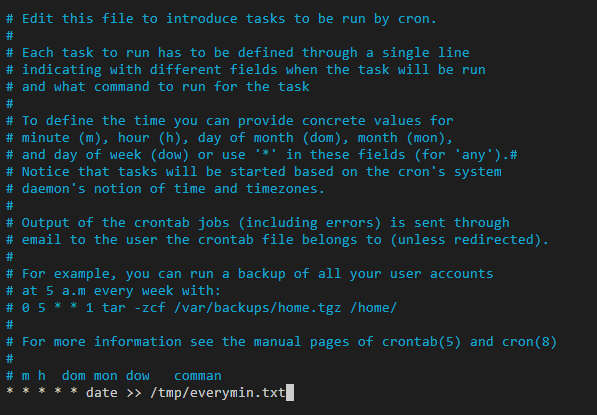 # Edit this file to introduce tasks to be run by cron.
#
# Each task to run has to be defined through a single line
# indicating with different fields when the task will be run
# and what command to run for the task
#
# To define the time you can provide concrete values for
# minute (m), hour (h), day of month (dom), month (mon),
# and day of week (dow) or use '*' in these fields (for 'any').#
# Notice that tasks will be started based on the cron's system
# daemon's notion of time and timezones.
#
# Output of the crontab jobs (including errors) is sent through
# email to the user the crontab file belongs to (unless redirected).
#
# For example, you can run a backup of all your user accounts
# at 5 a.m every week with:
# 0 5 * * 1 tar -zcf /var/backups/home.tgz /home/
#
# For more information see the manual pages of crontab(5) and cron(8)
#
# m h  dom mon dow   comman
* * * * * date >> /tmp/everymin.txt